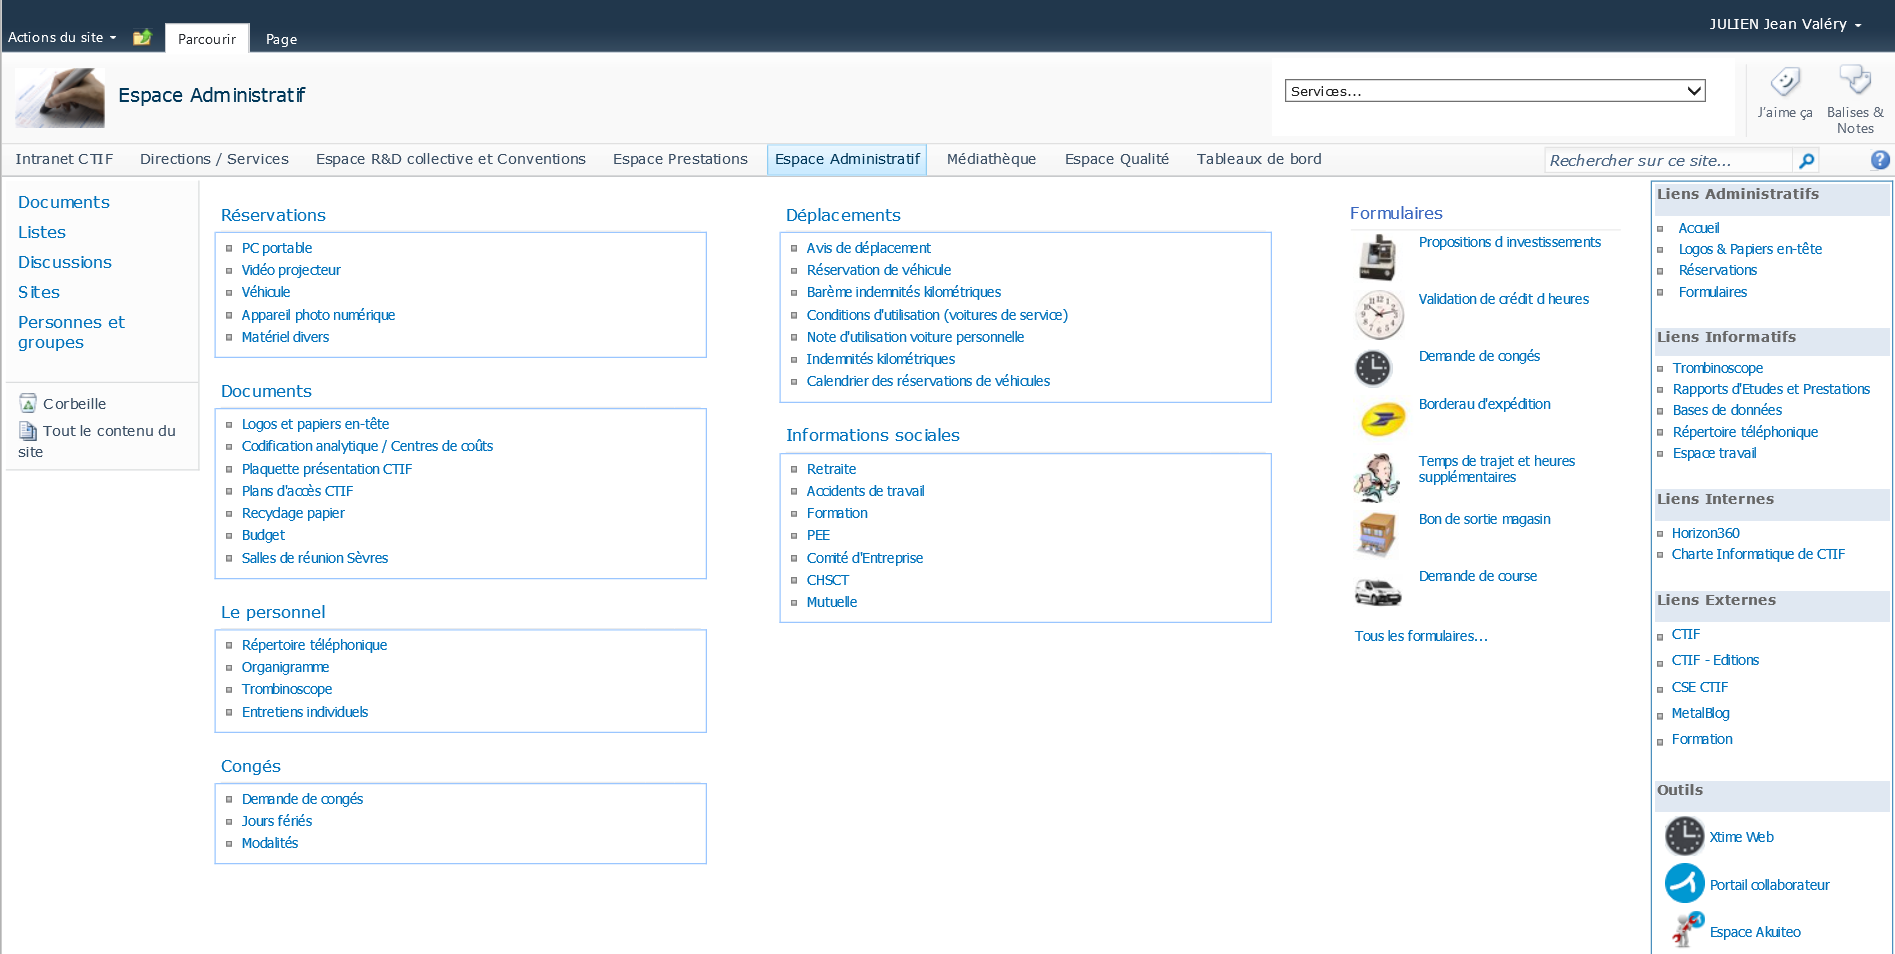 JULIEN Jean Valéry
Actions du site
Parcourir
Page
Espace Administratif
Services...
J'aime ça
Balises &
Notes
Intranet CTIF
Directions / Services
Espace R&D collective et Conventions
Espace Prestations
Espace Administratif
Médiathèque
Espace Qualité
Tableaux de bord
Rechercher sur ce site...
Documents
Listes
Discussions
Sites
Personnes et
groupes
Corbeille
Tout le contenu du
site
Réservations
PC portable
Vidéo projecteur
Véhicule
Appareil photo numérique
Matériel divers
Documents
Logos et papiers en-tête
Codification analytique / Centres de coûts
Plaquette présentation CTIF
Plans d'accès CTIF
Recyclage papier
Budget
Salles de réunion Sèvres
Le personnel
Répertoire téléphonique
Organigramme
Trombinoscope
Entretiens individuels
Congés
Demande de congés
Jours fériés
Modalités
Déplacements
Avis de déplacement
Réservation de véhicule
Barème indemnités kilométriques
Conditions d'utilisation (voitures de service)
Note d'utilisation voiture personnelle
Indemnités kilométriques
Calendrier des réservations de véhicules
Informations sociales
Retraite
Accidents de travail
Formation
PEE
Comité d'Entreprise
CHSCT
Mutuelle
Formulaires
Propositions d investissements
Validation de crédit d heures
Demande de congés
Borderau d'expédition
Temps de trajet et heures
supplémentaires
Bon de sortie magasin
Demande de course
Tous les formulaires...
Liens Administratifs
Accueil
Logos & Papiers en-tête
Réservations
Formulaires
Liens Informatifs
Trombinoscope
Rapports d'Etudes et Prestations
Bases de données
Répertoire téléphonique
Espace travail
Liens Internes
Horizon360
Charte Informatique de CTIF
Liens Externes
CTIF
CTIF - Editions
CSE CTIF
MetalBlog
Formation
Outils
Xtime Web
Portail collaborateur
Espace Akuiteo